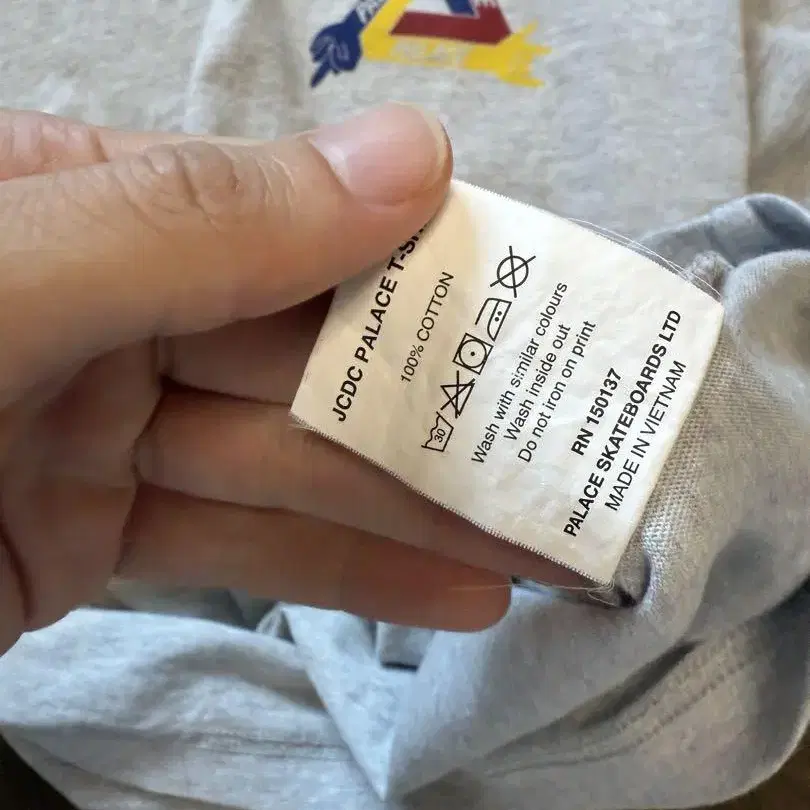 JCDC PALACE
100% COTTON
30
Wash with similar colours
Wash inside out
Do not iron on print
RN 150137
PALACE SKATEBOARDS LTD
MADE IN VIETNAM